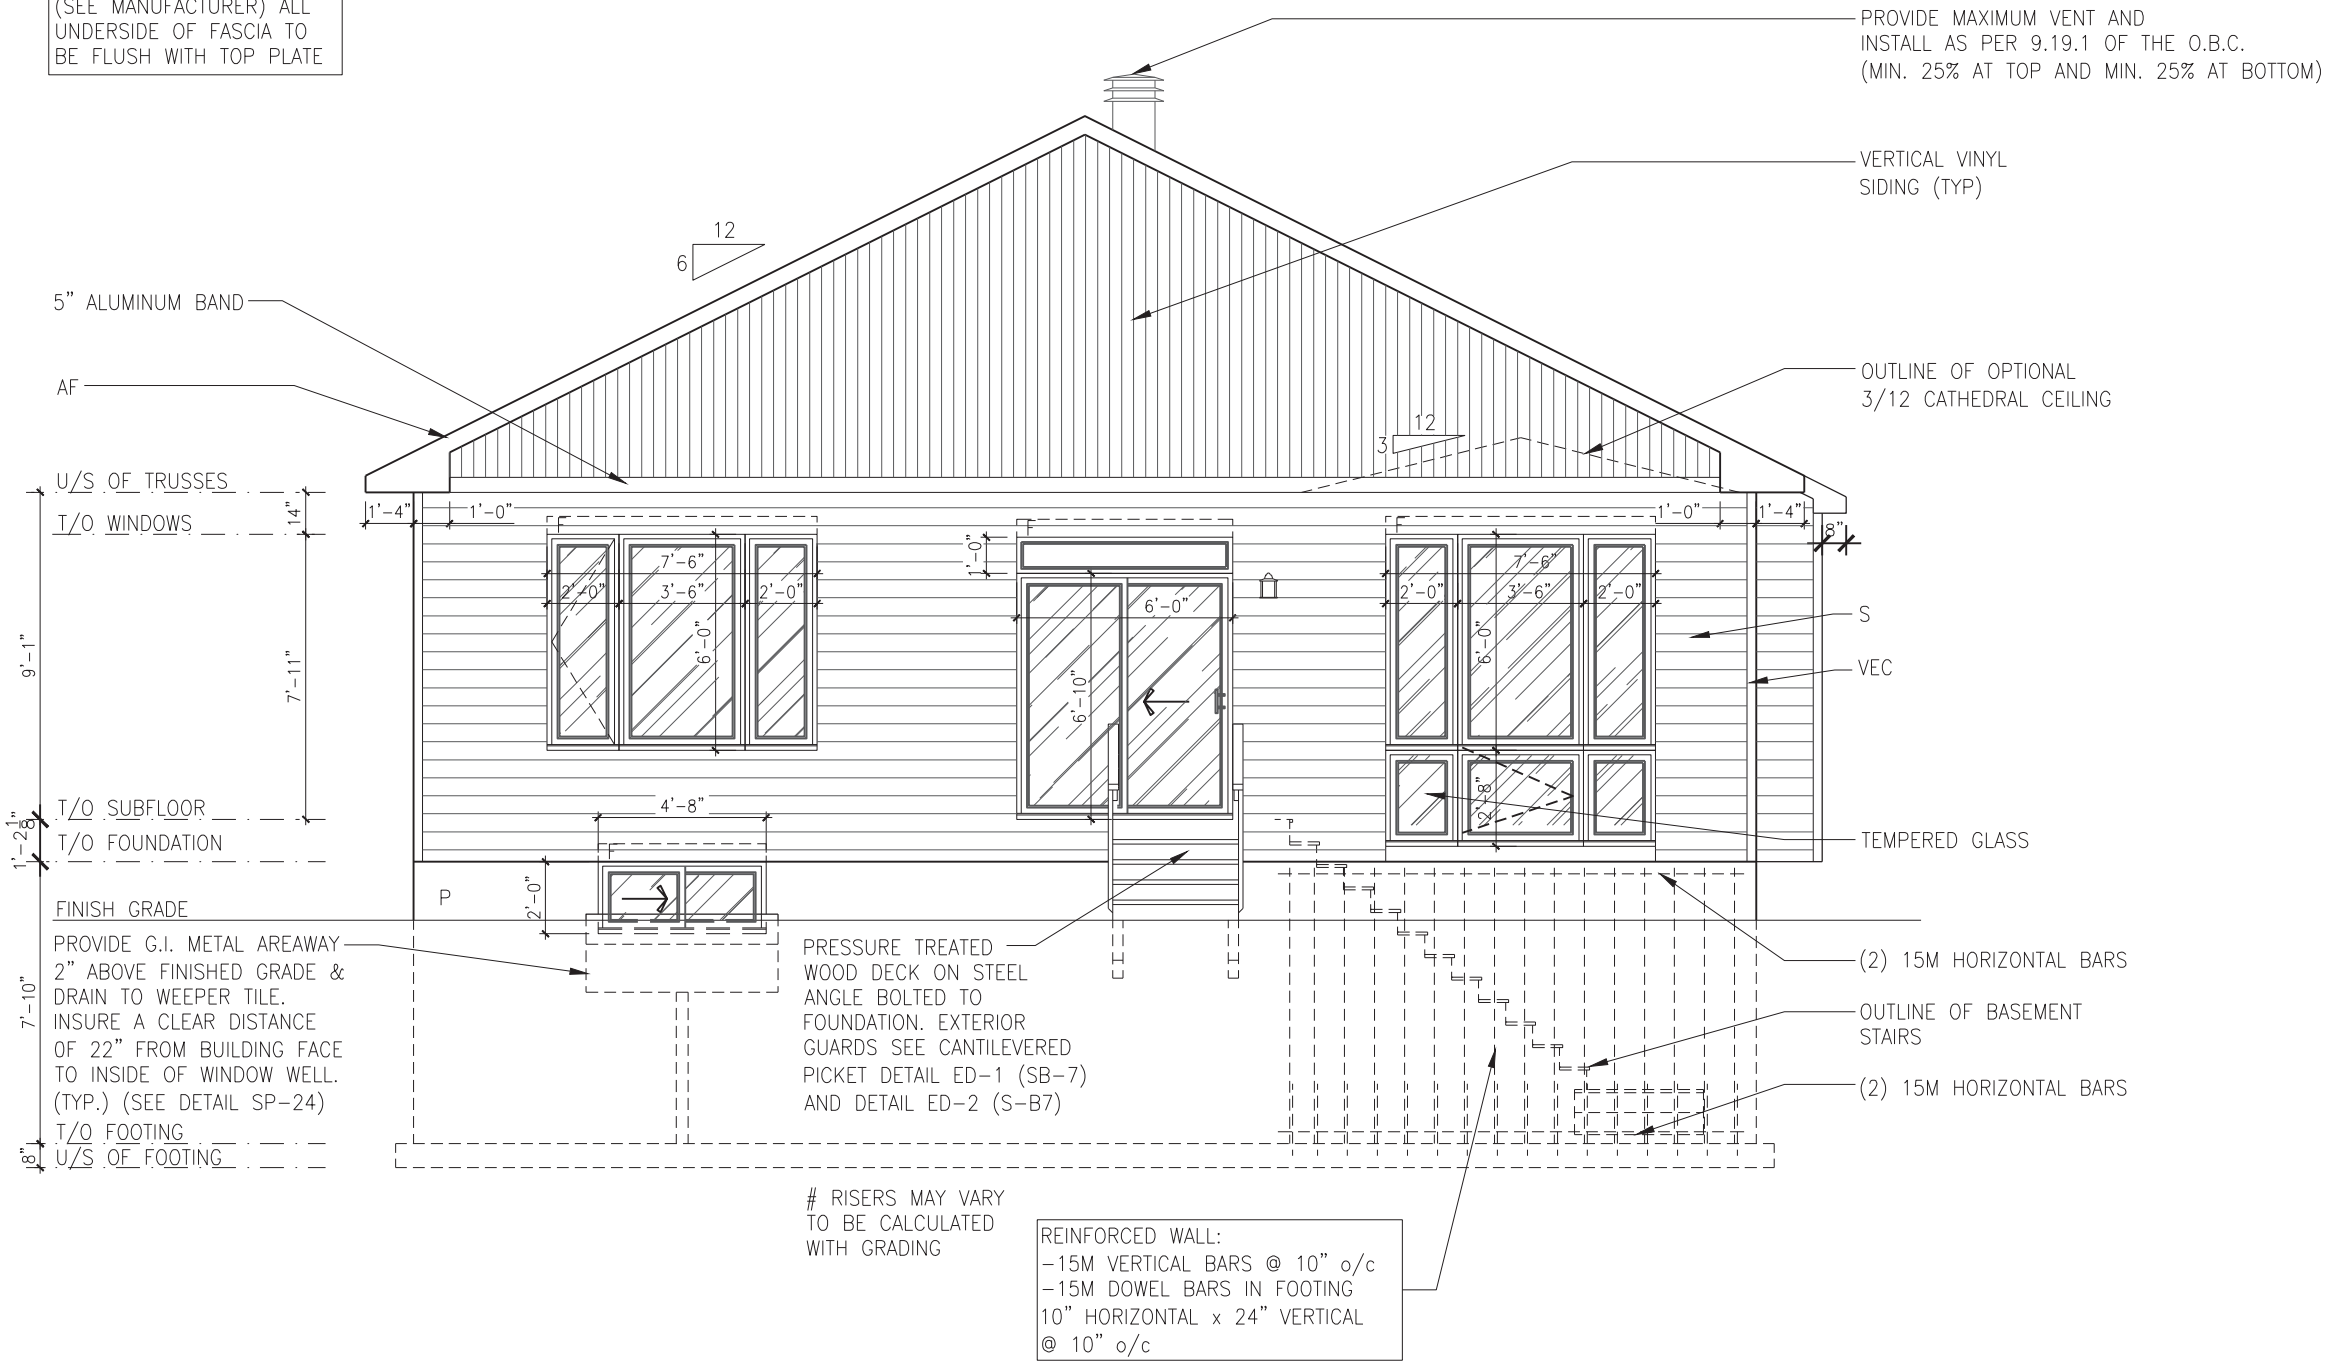 (SEE MANUFACTURER) ALL
UNDERSIDE OF FASCIA TO
BE FLUSH WITH TOP PLATE
PROVIDE MAXIMUM VENT AND
INSTALL AS PER 9.19.1 OF THE O.B.C.
(MIN. 25% AT TOP AND MIN. 25% AT BOTTOM)
VERTICAL VINYL
SIDING (TYP)
12
6
5" ALUMINUM BAND
AF
OUTLINE OF OPTIONAL
3/12 CATHEDRAL CEILING
12
3
U/S OF TRUSSES
T/O WINDOWS
14"
1'-4"
1'-0"
1'-0"
1'-4"
8"
7'-6"
2'-0"
3'-6"
2'-0"
6'-0"
1'-0"
6'-0"
6'-10"
7'-6"
2'-0"
3'-6"
2'-0"
6'-0"
2'-8"
S
VEC
9'-1"
7'-11"
T/O SUBFLOOR
1'-2 1/8"
T/O FOUNDATION
4'-8"
2'-0"
TEMPERED GLASS
P
FINISH GRADE
PROVIDE G.I. METAL AREAWAY
2" ABOVE FINISHED GRADE &
DRAIN TO WEEPER TILE.
INSURE A CLEAR DISTANCE
OF 22" FROM BUILDING FACE
TO INSIDE OF WINDOW WELL.
(TYP.) (SEE DETAIL SP-24)
7'-10"
T/O FOOTING
8"
U/S OF FOOTING
PRESSURE TREATED
WOOD DECK ON STEEL
ANGLE BOLTED TO
FOUNDATION. EXTERIOR
GUARDS SEE CANTILEVERED
PICKET DETAIL ED-1 (SB-7)
AND DETAIL ED-2 (S-B7)
(2) 15M HORIZONTAL BARS
OUTLINE OF BASEMENT
STAIRS
(2) 15M HORIZONTAL BARS
# RISERS MAY VARY
TO BE CALCULATED
WITH GRADING
REINFORCED WALL:
-15M VERTICAL BARS @ 10" o/c
-15M DOWEL BARS IN FOOTING
10" HORIZONTAL x 24" VERTICAL
@ 10" o/c